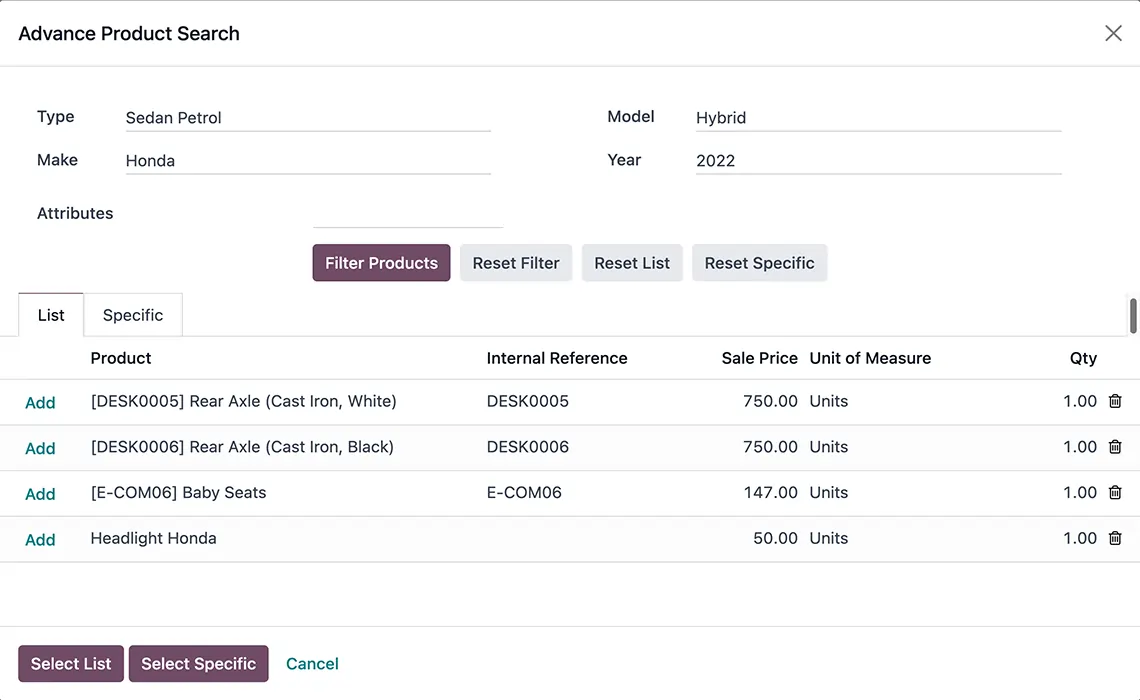 Advance Product Search
Type Sedan Petrol Model Hybrid
Make Honda Year 2022
Attributes
Filter Products Reset Filter Reset List Reset Specific
List Specific
Product Internal Reference Sale Price Unit of Measure Qty
Add [DESK0005] Rear Axle (Cast Iron, White) DESK0005 750.00 Units 1.00
Add [DESK0006] Rear Axle (Cast Iron, Black) DESK0006 750.00 Units 1.00
Add [E-COM06] Baby Seats E-COM06 147.00 Units 1.00
Add Headlight Honda 50.00 Units 1.00
Select List Select Specific Cancel